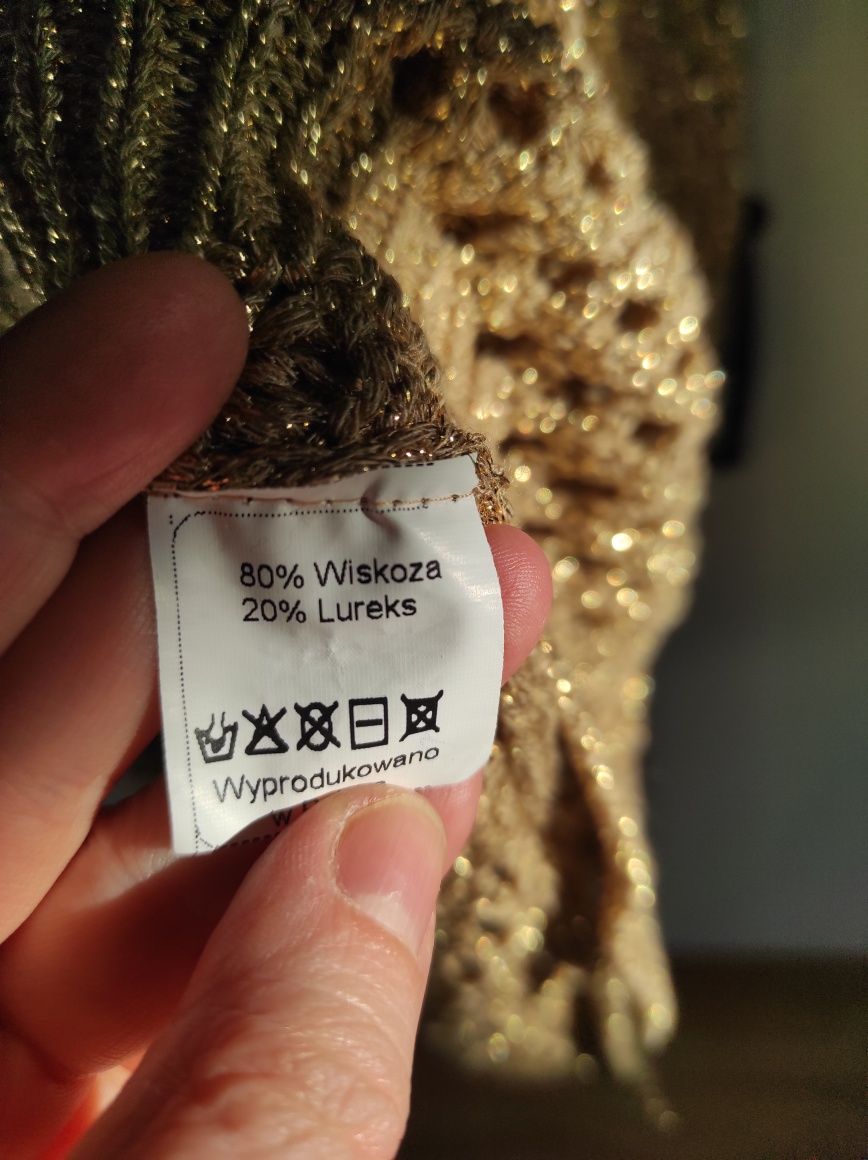 80% Wiskoza
20% Lureks
Wyprodukowano
w